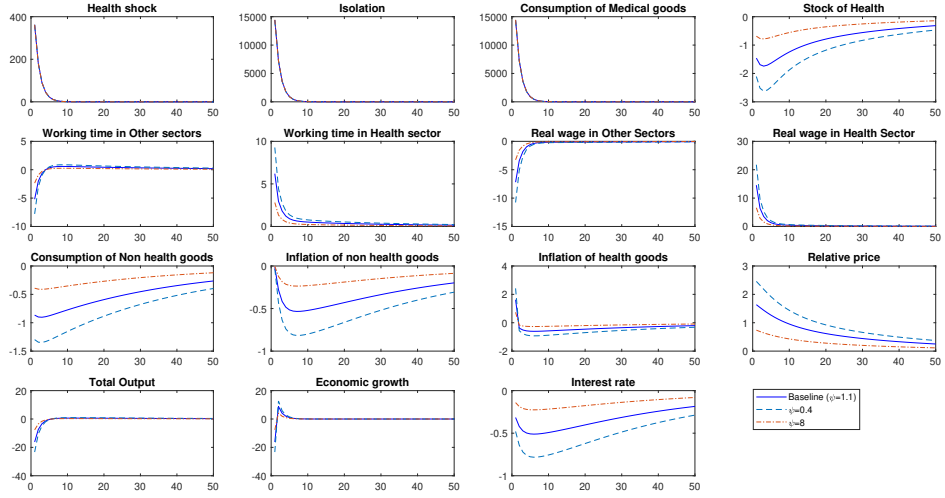 Health shock
400
200
0
0 10 20 30 40 50
Isolation
15000
10000
5000
0
0 10 20 30 40 50
Consumption of Medical goods
15000
10000
5000
0
0 10 20 30 40 50
Stock of Health
0
-1
-2
-3
0 10 20 30 40 50
Working time in Other sectors
5
0
-5
-10
0 10 20 30 40 50
Working time in Health sector
10
5
0
0 10 20 30 40 50
Real wage in Other Sectors
0
-5
-10
-15
0 10 20 30 40 50
Real wage in Health Sector
30
20
10
0
0 10 20 30 40 50
Consumption of Non health goods
0
-0.5
-1
-1.5
0 10 20 30 40 50
Inflation of non health goods
0
-0.5
-1
0 10 20 30 40 50
Inflation of health goods
4
2
0
-2
0 10 20 30 40 50
Relative price
3
2
1
0
0 10 20 30 40 50
Total Output
20
0
-20
-40
0 10 20 30 40 50
Economic growth
20
0
-20
-40
0 10 20 30 40 50
Interest rate
0
-0.5
-1
0 10 20 30 40 50
Baseline (ψ=1.1)
ψ=0.4
ψ=8